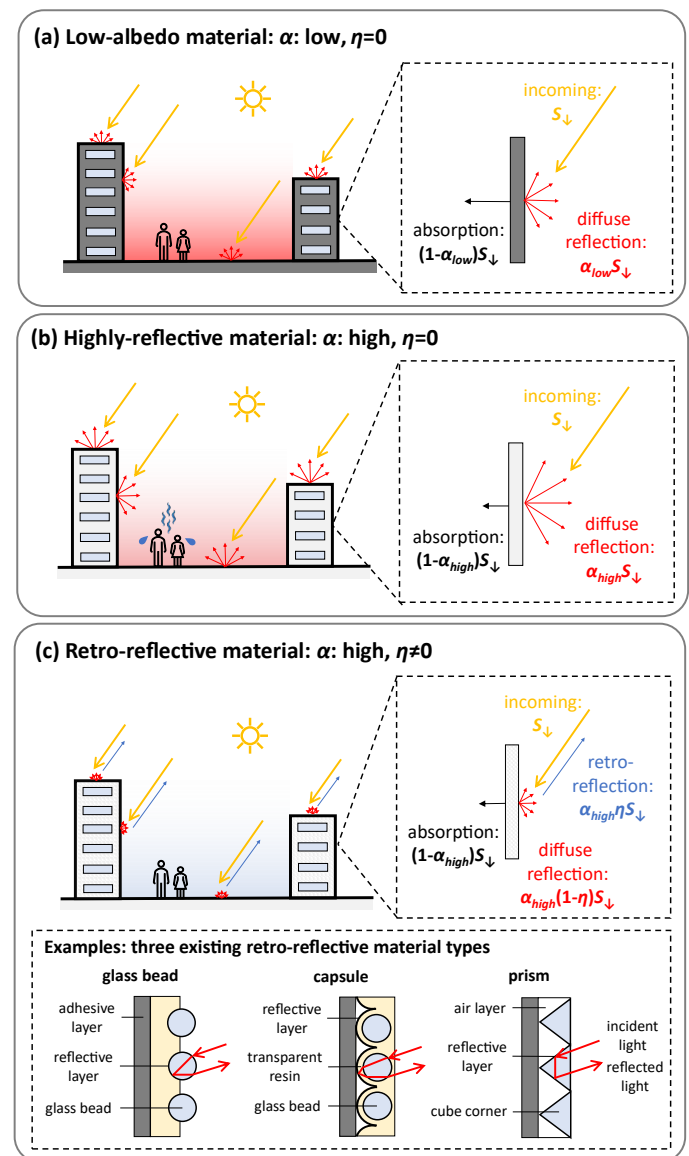 (a) Low-albedo material: α: low, η=0
incoming:
S↓
absorption:
(1-αlow)S↓
diffuse
reflection:
αlowS↓
(b) Highly-reflective material: α: high, η=0
incoming:
S↓
absorption:
(1-αhigh)S↓
diffuse
reflection:
αhighS↓
(c) Retro-reflective material: α: high, η≠0
incoming:
S↓
retro-
reflection:
αhighηS↓
absorption:
(1-αhigh)S↓
diffuse
reflection:
αhigh(1-η)S↓
Examples: three existing retro-reflective material types
glass bead
adhesive
layer
reflective
layer
glass bead
capsule
reflective
layer
transparent
resin
glass bead
prism
air layer
reflective
layer
cube corner
incident
light
reflected
light